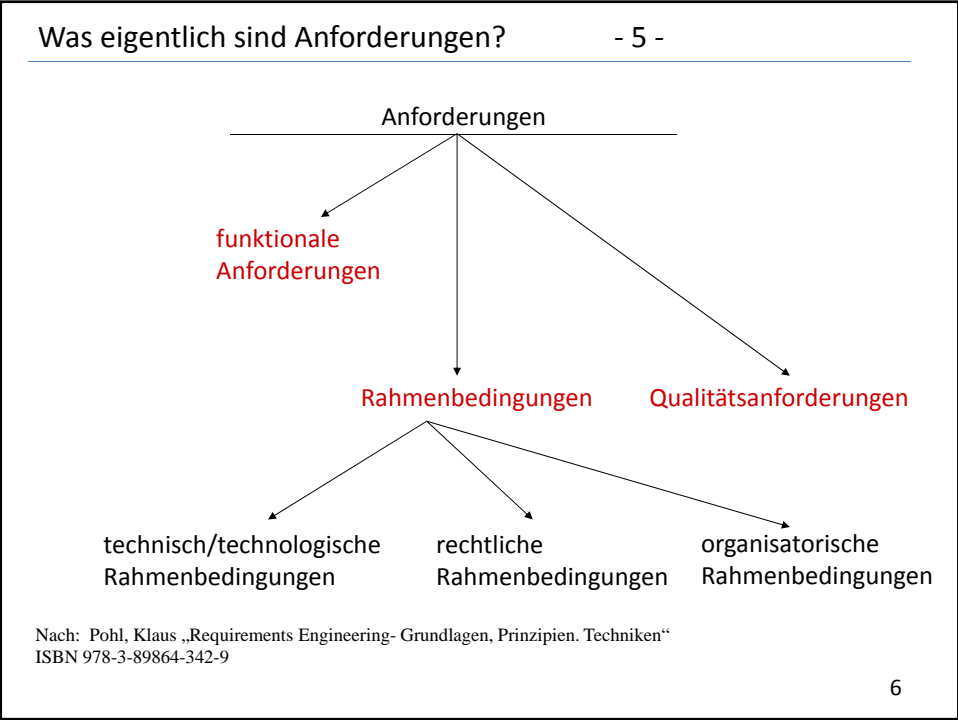 Was eigentlich sind Anforderungen? - 5 -
Anforderungen
funktionale
Anforderungen
Rahmenbedingungen
Qualitätsanforderungen
technisch/technologische
Rahmenbedingungen
rechtliche
Rahmenbedingungen
organisatorische
Rahmenbedingungen
Nach: Pohl, Klaus „Requirements Engineering- Grundlagen, Prinzipien. Techniken“
ISBN 978-3-89864-342-9
6